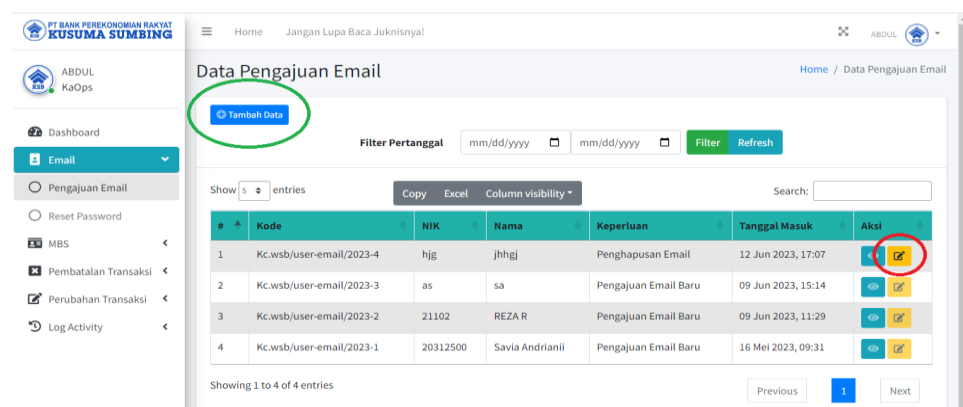 PT BANK PEREKONOMIAN RAKYAT
KUSUMA SUMBING
Home Jangan Lupa Baca Juknisnya!
ABDUL
KSB
ABDUL
KaOps
KSB
Data Pengajuan Email
Home / Data Pengajuan Email
Tambah Data
Dashboard
Email
Pengajuan Email
Reset Password
MBS
Pembatalan Transaksi
Perubahan Transaksi
Log Activity
Filter Pertanggal mm/dd/yyyy mm/dd/yyyy Filter Refresh
Show 5 entries Copy Excel Column visibility Search:
# Kode NIK Nama Keperluan Tanggal Masuk Aksi
1 Kc.wsb/user-email/2023-4 hjg jhhgj Penghapusan Email 12 Jun 2023, 17:07
2 Kc.wsb/user-email/2023-3 as sa Pengajuan Email Baru 09 Jun 2023, 15:14
3 Kc.wsb/user-email/2023-2 21102 REZA R Pengajuan Email Baru 09 Jun 2023, 11:29
4 Kc.wsb/user-email/2023-1 20312500 Savia Andrianii Pengajuan Email Baru 16 Mei 2023, 09:31
Showing 1 to 4 of 4 entries
Previous 1 Next